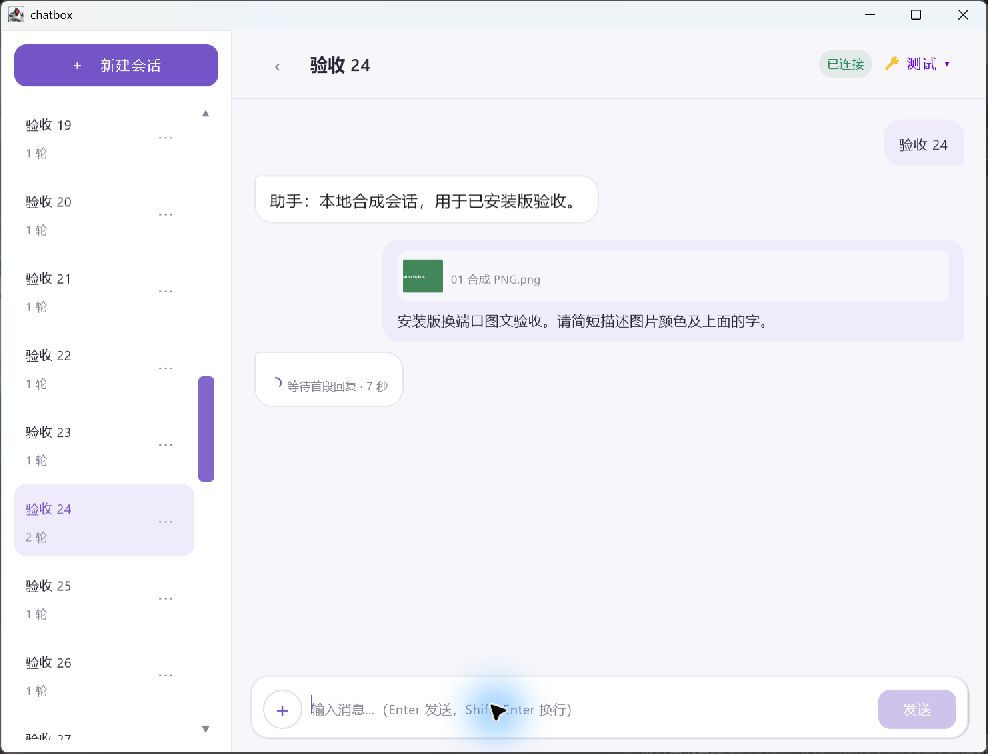 chatbox
+ 新建会话
验收 19
1 轮
验收 20
1 轮
验收 21
1 轮
验收 22
1 轮
验收 23
1 轮
验收 24
2 轮
验收 25
1 轮
验收 26
1 轮
验收 27
验收 24
已连接
测试
验收 24
助手：本地合成会话，用于已安装版验收。
01 合成 PNG.png
安装版换端口图文验收。请简短描述图片颜色及上面的字。
等待首段回复 · 7 秒
+
输入消息...（Enter 发送，Shift+Enter 换行）
发送